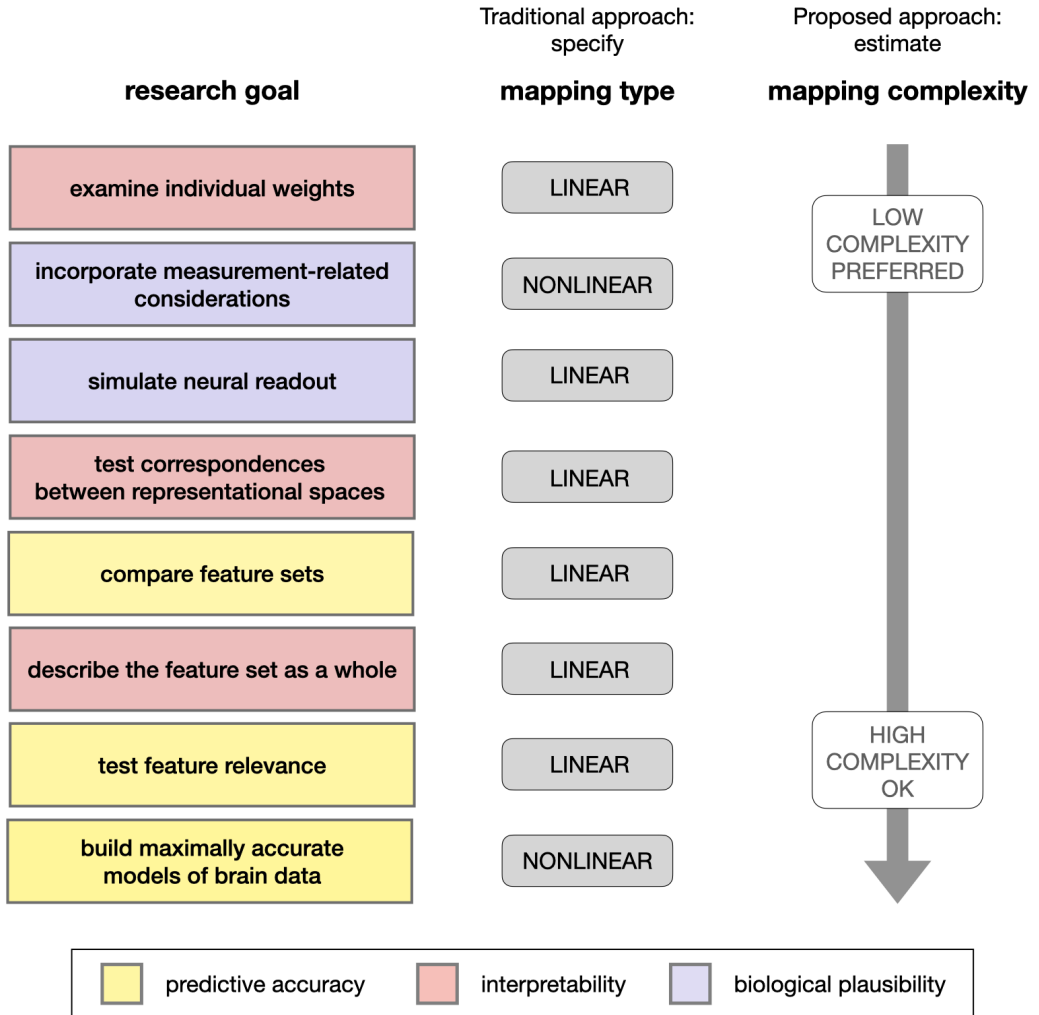 Traditional approach:
specify
Proposed approach:
estimate
research goal
mapping type
mapping complexity
examine individual weights
LINEAR
LOW
COMPLEXITY
PREFERRED
incorporate measurement-related
considerations
NONLINEAR
simulate neural readout
LINEAR
test correspondences
between representational spaces
LINEAR
compare feature sets
LINEAR
describe the feature set as a whole
LINEAR
test feature relevance
LINEAR
HIGH
COMPLEXITY
OK
build maximally accurate
models of brain data
NONLINEAR
predictive accuracy
interpretability
biological plausibility